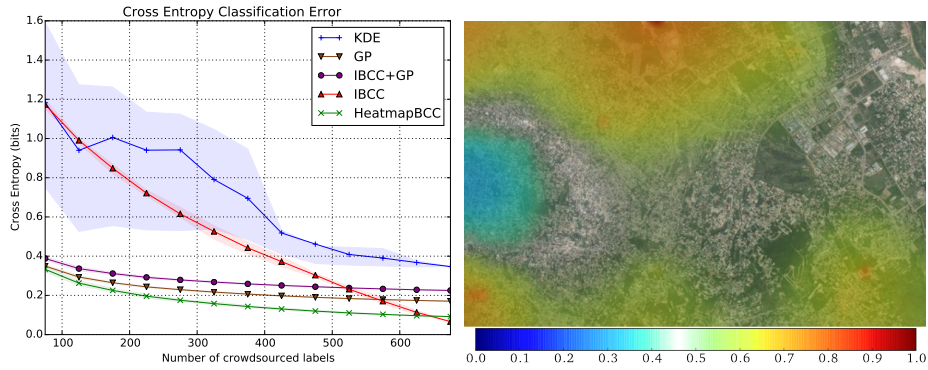 Cross Entropy Classification Error
1.6
1.4
1.2
1.0
0.8
0.6
0.4
0.2
0.0
Cross Entropy (bits)
KDE
GP
IBCC+GP
IBCC
HeatmapBCC
100 200 300 400 500 600
Number of crowdsourced labels
0.0 0.1 0.2 0.3 0.4 0.5 0.6 0.7 0.8 0.9 1.0